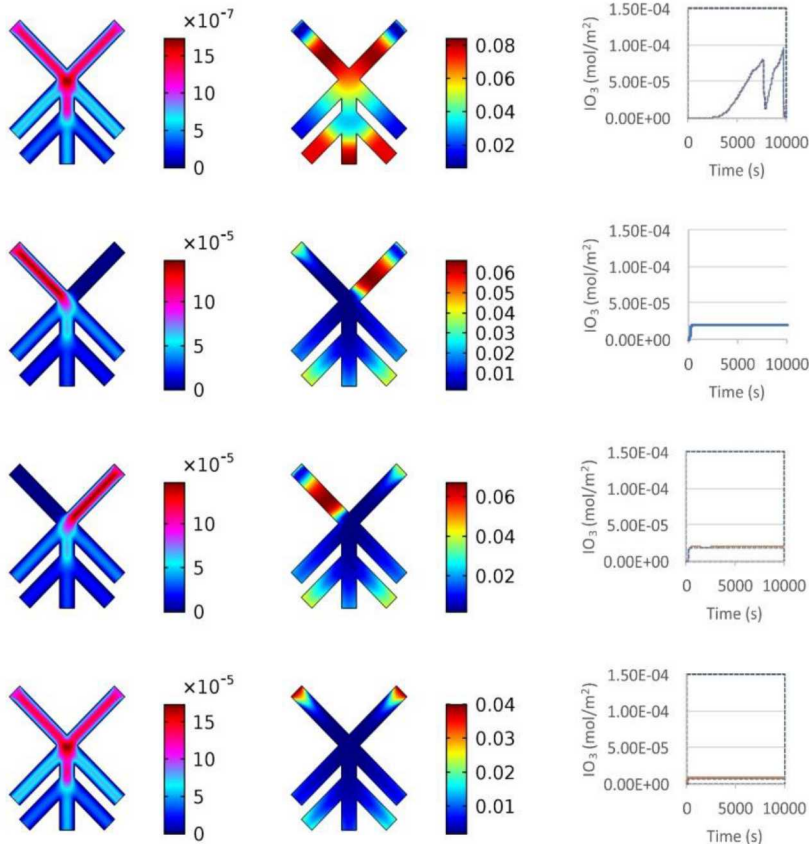 ×10⁻⁷
15
10
5
0
0.08
0.06
0.04
0.02
IO₃ (mol/m²)
1.50E-04
1.00E-04
5.00E-05
0.00E+00
0 5000 10000
Time (s)
×10⁻⁵
10
5
0
0.06
0.05
0.04
0.03
0.02
0.01
IO₃ (mol/m²)
1.50E-04
1.00E-04
5.00E-05
0.00E+00
0 5000 10000
Time (s)
×10⁻⁵
10
5
0
0.06
0.04
0.02
IO₃ (mol/m²)
1.50E-04
1.00E-04
5.00E-05
0.00E+00
0 5000 10000
Time (s)
×10⁻⁵
15
10
5
0
0.04
0.03
0.02
0.01
IO₃ (mol/m²)
1.50E-04
1.00E-04
5.00E-05
0.00E+00
0 5000 10000
Time (s)